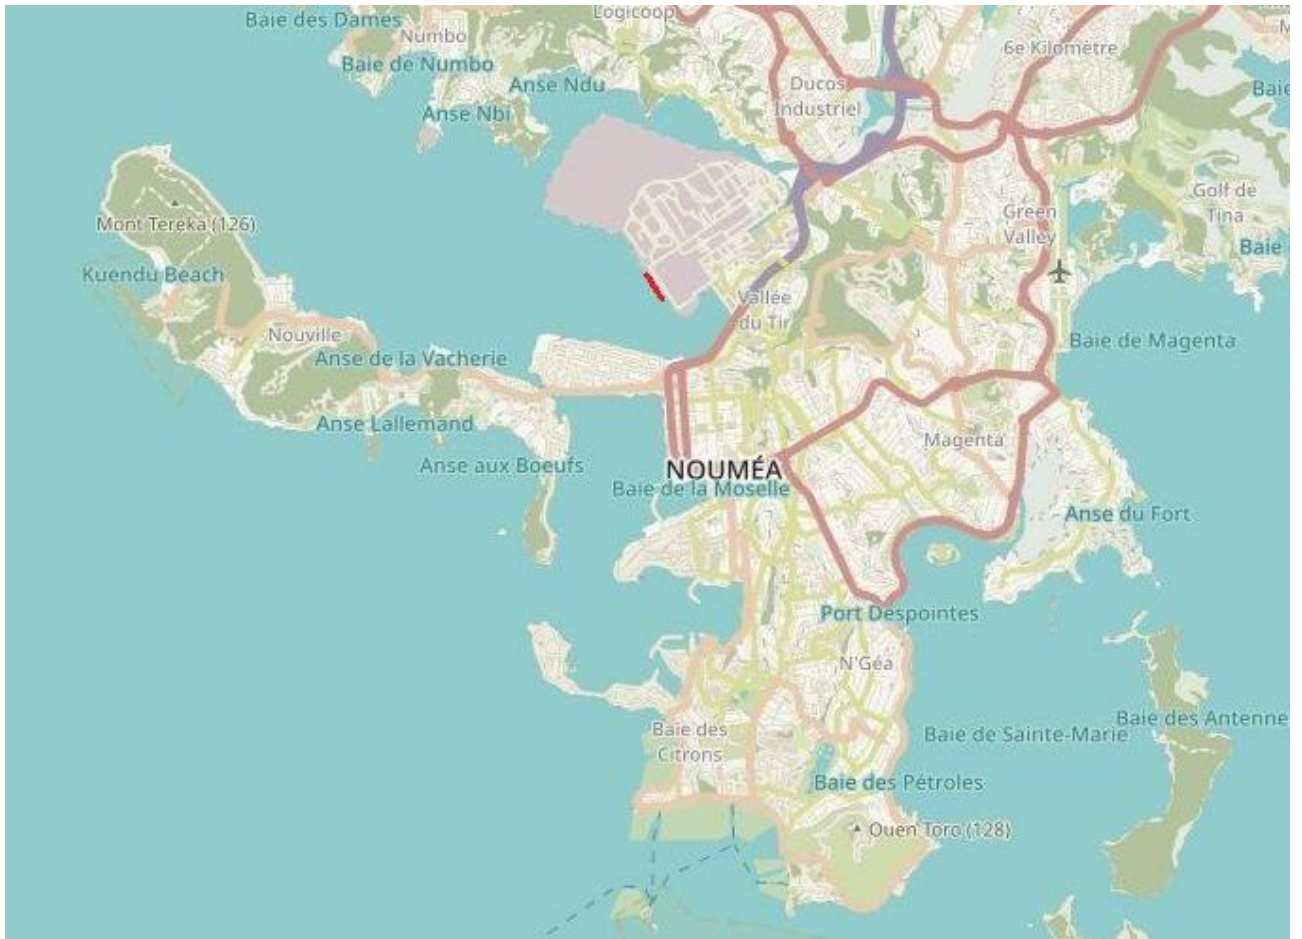 Baie des Dames
Logicoop
Numbo
Baie de Numbo
6e Kilomètre
Anse Ndu
Ducos
Industriel
Baie
Anse Nbi
Golf de
Tina
Mont Tereka (126)
Green
Valley
Baie
Kuendu Beach
Vallée
du Tir
Nouville
Baie de Magenta
Anse de la Vacherie
Anse Lallemand
Magenta
Anse aux Boeufs
NOUMÉA
Baie de la Moselle
Anse du Fort
Port Despointes
N'Géa
Baie des Antenne
Baie des
Citrons
Baie de Sainte-Marie
Baie des Pétroles
Ouen Toro (128)